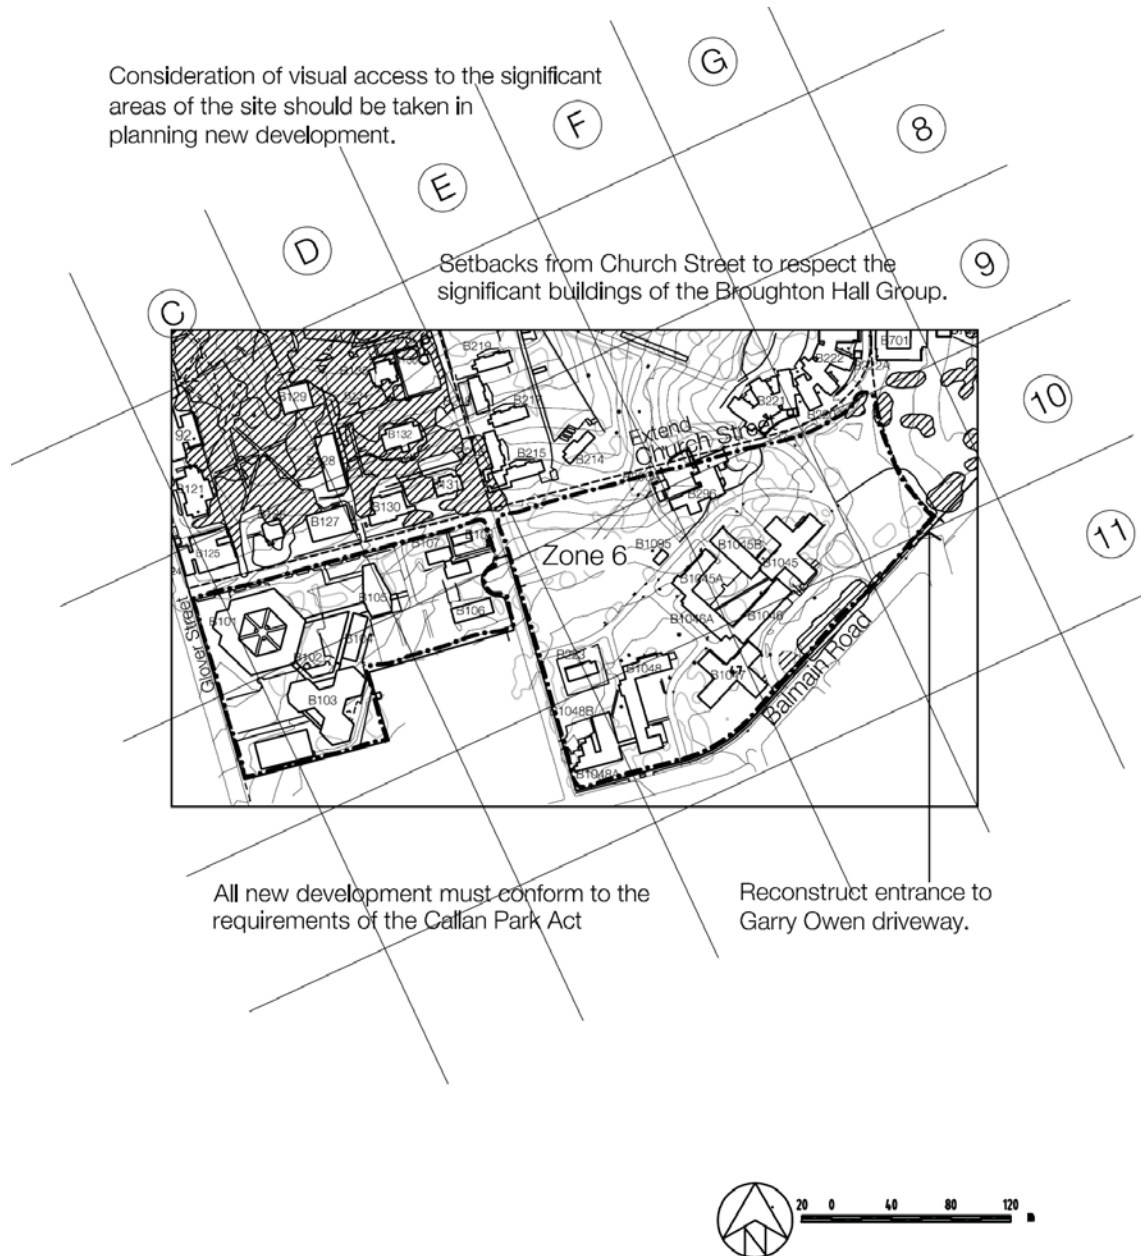 G
Consideration of visual access to the significant
areas of the site should be taken in
planning new development.
F
8
E
D
Setbacks from Church Street to respect the
significant buildings of the Broughton Hall Group.
9
C
B219
B222
B701
B129
B221
10
B132
Extend
Church Street
B214
B215
B121
B131
B130
B127
B296
11
B125
B107
Zone 6
B1095
B1045B
B1045
B1045A
B105
B106
B101
B1046
B1046A
Glover Street
B102
B223
B1048
B1047
B103
Balmain Road
B1048B
B1048A
All new development must conform to the
requirements of the Callan Park Act
Reconstruct entrance to
Garry Owen driveway.
N
20 0 40 80 120 m